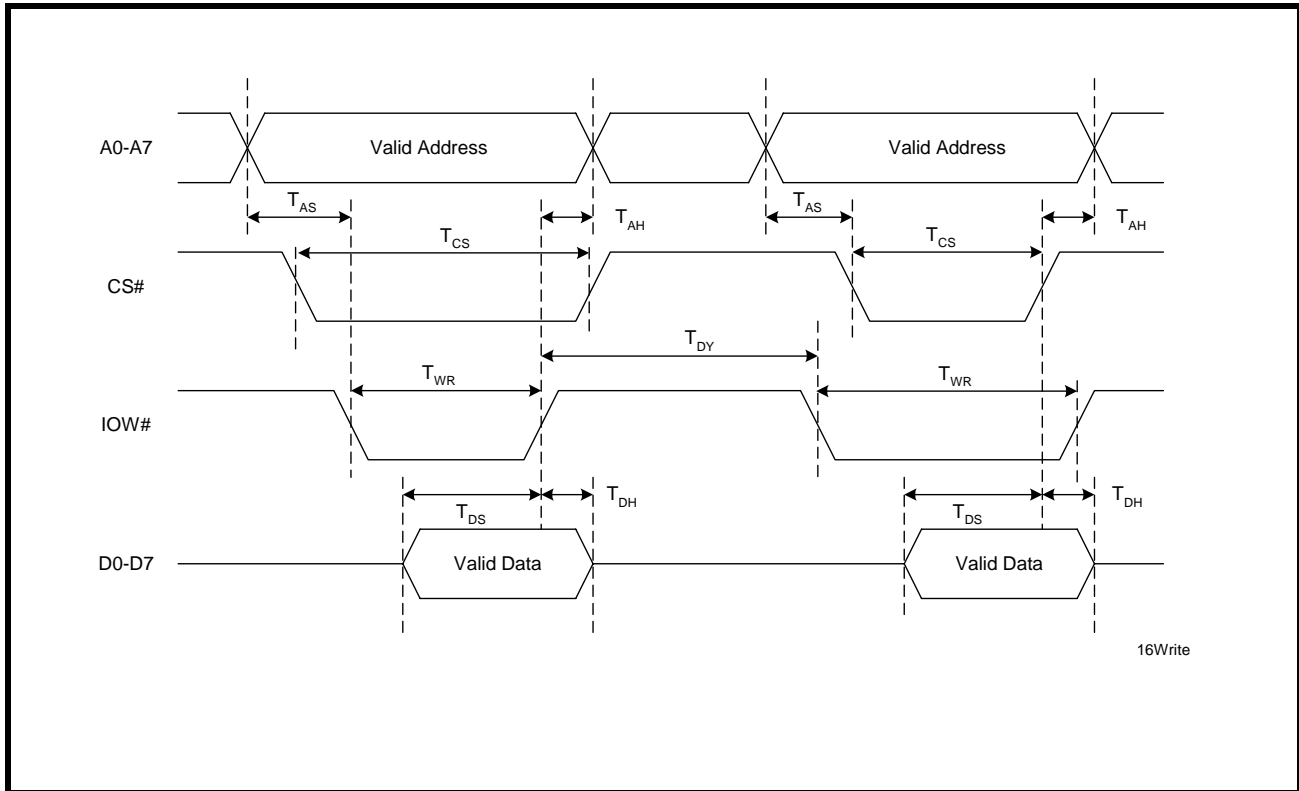 A0-A7
Valid Address
Valid Address
TAS
TAH
TAS
TAH
TCS
TCS
CS#
TDY
TWR
TWR
IOW#
TDS
TDH
TDS
TDH
D0-D7
Valid Data
Valid Data
16Write